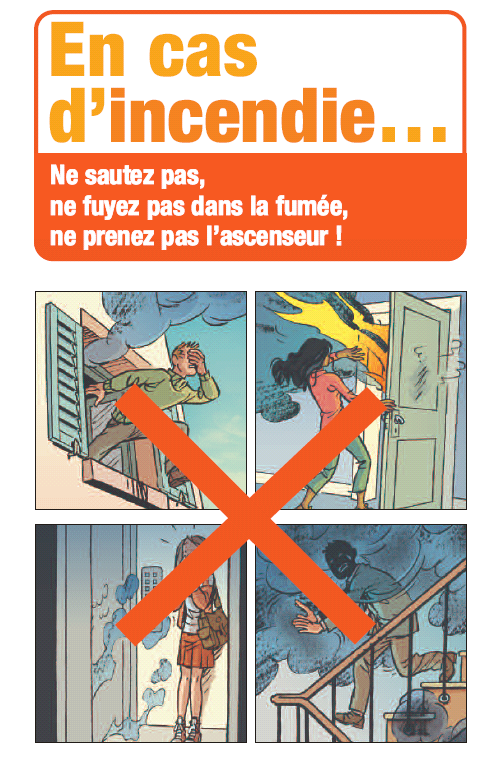 En cas
d’incendie...
Ne sautez pas,
ne fuyez pas dans la fumée,
ne prenez pas l’ascenseur !